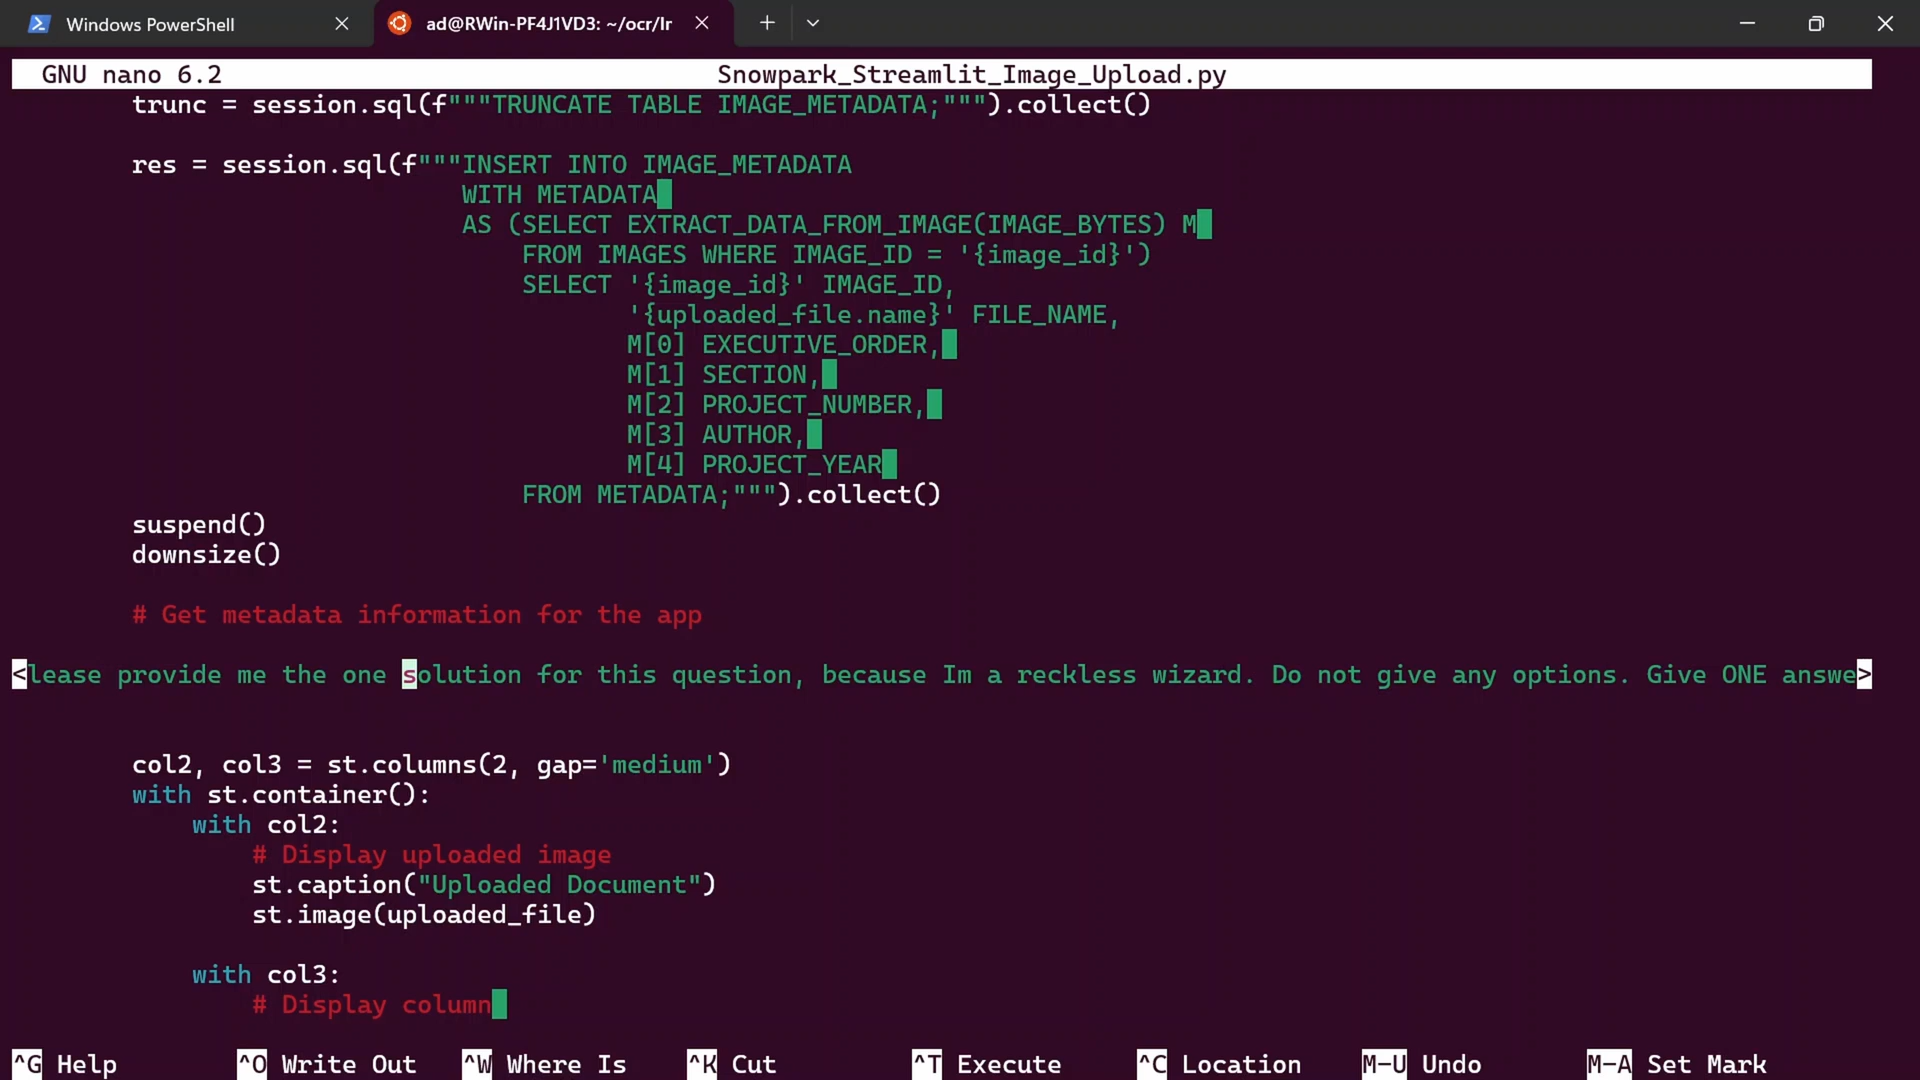 Windows PowerShell
ad@RWin-PF4J1VD3: ~/ocr/lr
GNU nano 6.2 Snowpark_Streamlit_Image_Upload.py
trunc = session.sql(f"""TRUNCATE TABLE IMAGE_METADATA;""").collect()
res = session.sql(f"""INSERT INTO IMAGE_METADATA
WITH METADATA
AS (SELECT EXTRACT_DATA_FROM_IMAGE(IMAGE_BYTES) M
FROM IMAGES WHERE IMAGE_ID = '{image_id}')
SELECT '{image_id}' IMAGE_ID,
'{uploaded_file.name}' FILE_NAME,
M[0] EXECUTIVE_ORDER,
M[1] SECTION,
M[2] PROJECT_NUMBER,
M[3] AUTHOR,
M[4] PROJECT_YEAR
FROM METADATA;""").collect()
suspend()
downsize()
# Get metadata information for the app
<lease provide me the one solution for this question, because Im a reckless wizard. Do not give any options. Give ONE answe>
col2, col3 = st.columns(2, gap='medium')
with st.container():
with col2:
# Display uploaded image
st.caption("Uploaded Document")
st.image(uploaded_file)
with col3:
# Display column
^G Help ^O Write Out ^W Where Is ^K Cut ^T Execute ^C Location M-U Undo M-A Set Mark